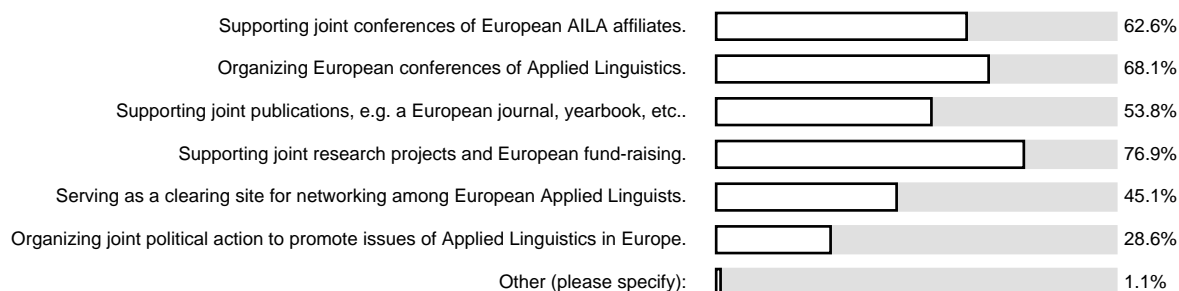 Supporting joint conferences of European AILA affiliates. 62.6%
Organizing European conferences of Applied Linguistics. 68.1%
Supporting joint publications, e.g. a European journal, yearbook, etc.. 53.8%
Supporting joint research projects and European fund-raising. 76.9%
Serving as a clearing site for networking among European Applied Linguists. 45.1%
Organizing joint political action to promote issues of Applied Linguistics in Europe. 28.6%
Other (please specify): 1.1%